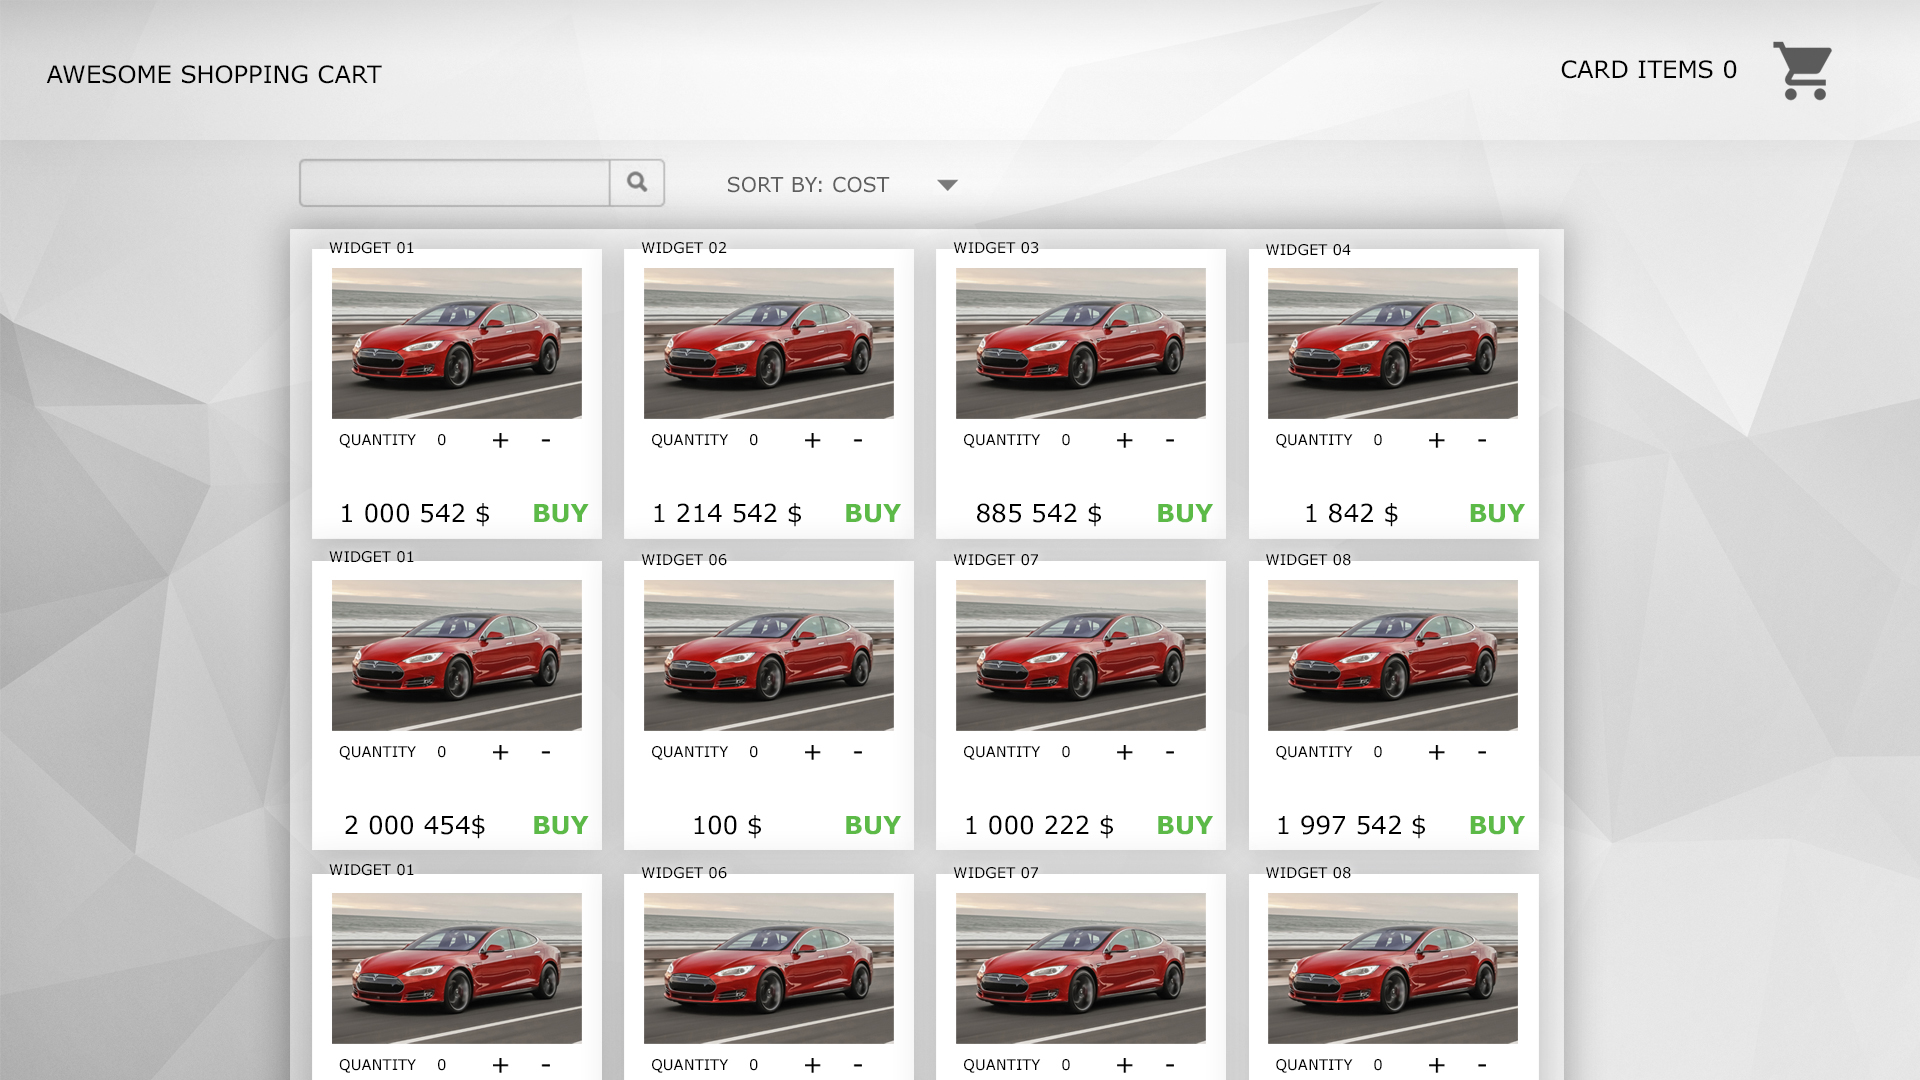 AWESOME SHOPPING CART
CARD ITEMS 0
SORT BY: COST
WIDGET 01
WIDGET 02
WIDGET 03
WIDGET 04
QUANTITY 0 + -
QUANTITY 0 + -
QUANTITY 0 + -
QUANTITY 0 + -
1 000 542 $ BUY
1 214 542 $ BUY
885 542 $ BUY
1 842 $ BUY
WIDGET 01
WIDGET 06
WIDGET 07
WIDGET 08
QUANTITY 0 + -
QUANTITY 0 + -
QUANTITY 0 + -
QUANTITY 0 + -
2 000 454$ BUY
100 $ BUY
1 000 222 $ BUY
1 997 542 $ BUY
WIDGET 01
WIDGET 06
WIDGET 07
WIDGET 08
QUANTITY 0 + -
QUANTITY 0 + -
QUANTITY 0 + -
QUANTITY 0 + -